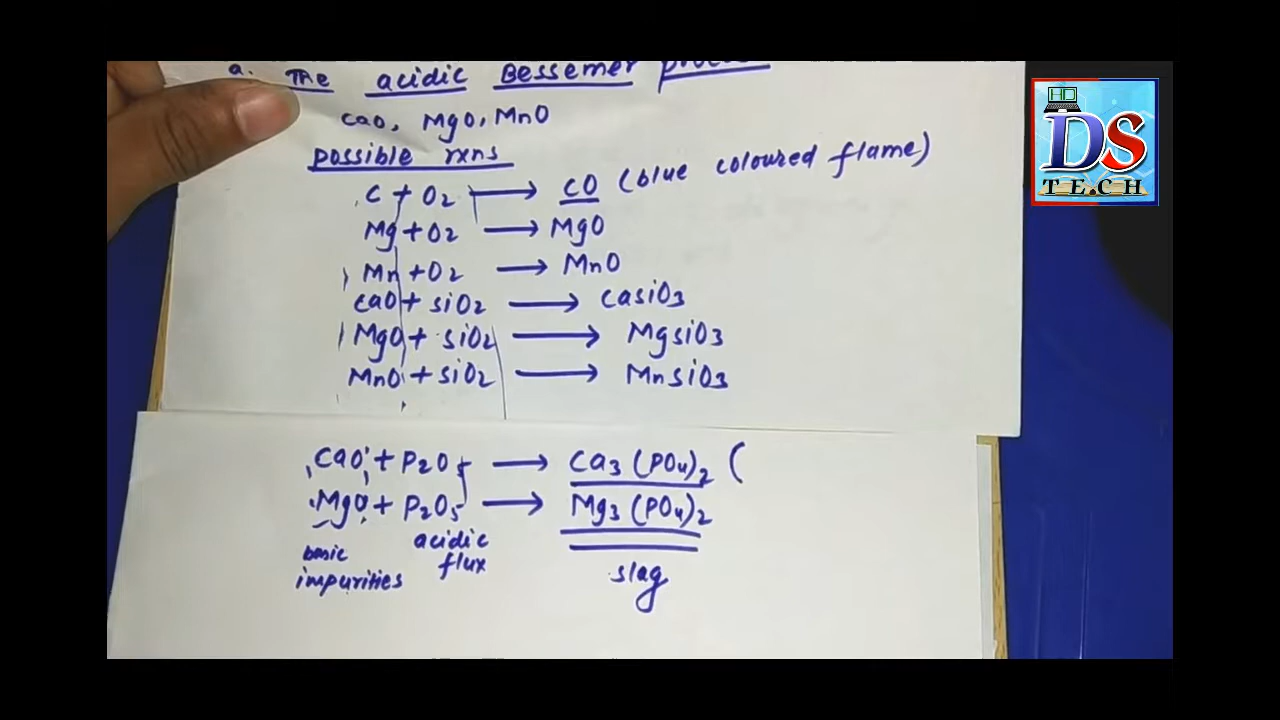 a. The acidic Bessemer process
CaO, MgO, MnO
possible rxns
C + O2 → CO (blue coloured flame)
Mg + O2 → MgO
Mn + O2 → MnO
CaO + SiO2 → CaSiO3
MgO + SiO2 → MgSiO3
MnO + SiO2 → MnSiO3
CaO + P2O5 → Ca3(PO4)2 (
MgO + P2O5 → Mg3(PO4)2
basic impurities
acidic flux
slag
HD
DS
TECH